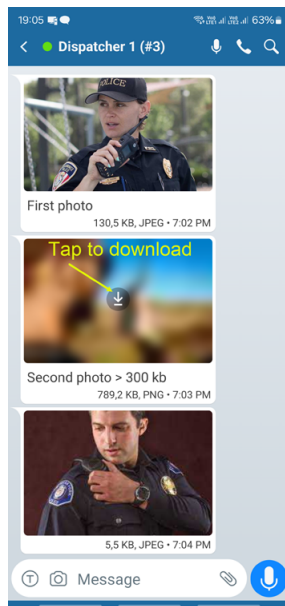 19:05 63%
Dispatcher 1 (#3)
POLICE
First photo
130,5 KB, JPEG • 7:02 PM
Tap to download
Second photo > 300 kb
789,2 KB, PNG • 7:03 PM
5,5 KB, JPEG • 7:04 PM
T Message